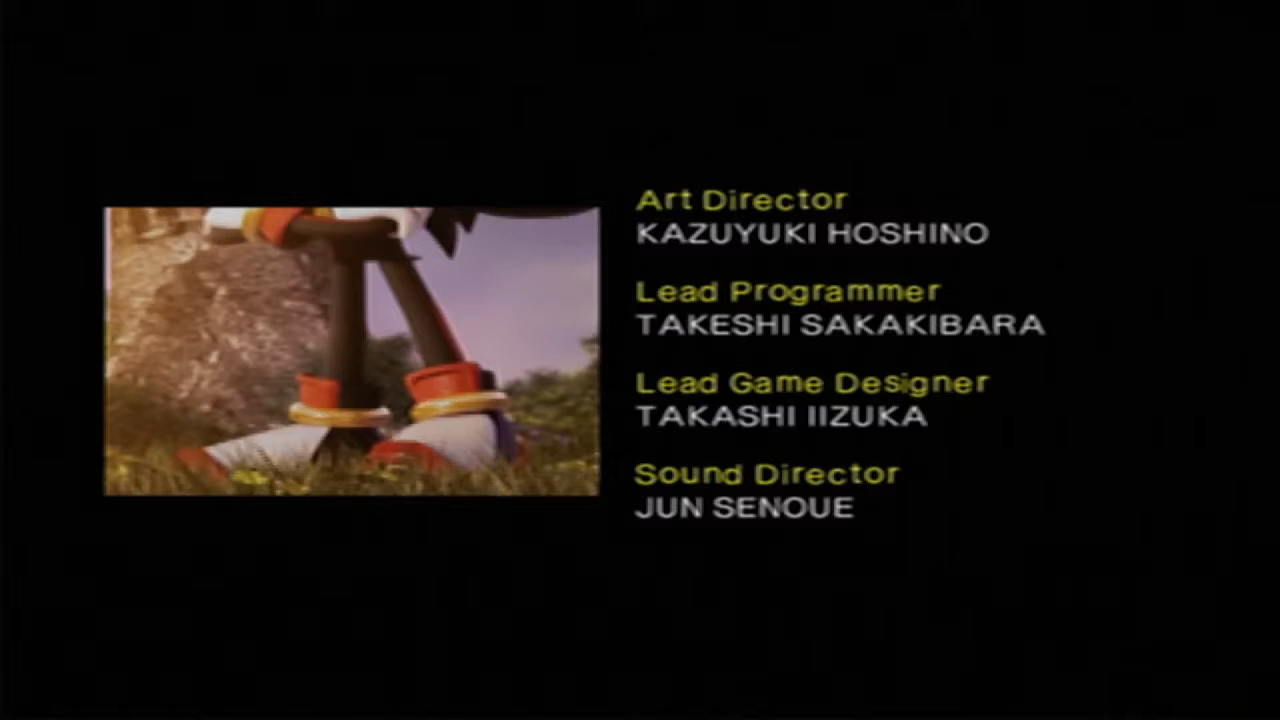 Art Director
KAZUYUKI HOSHINO
Lead Programmer
TAKESHI SAKAKIBARA
Lead Game Designer
TAKASHI IIZUKA
Sound Director
JUN SENOUE